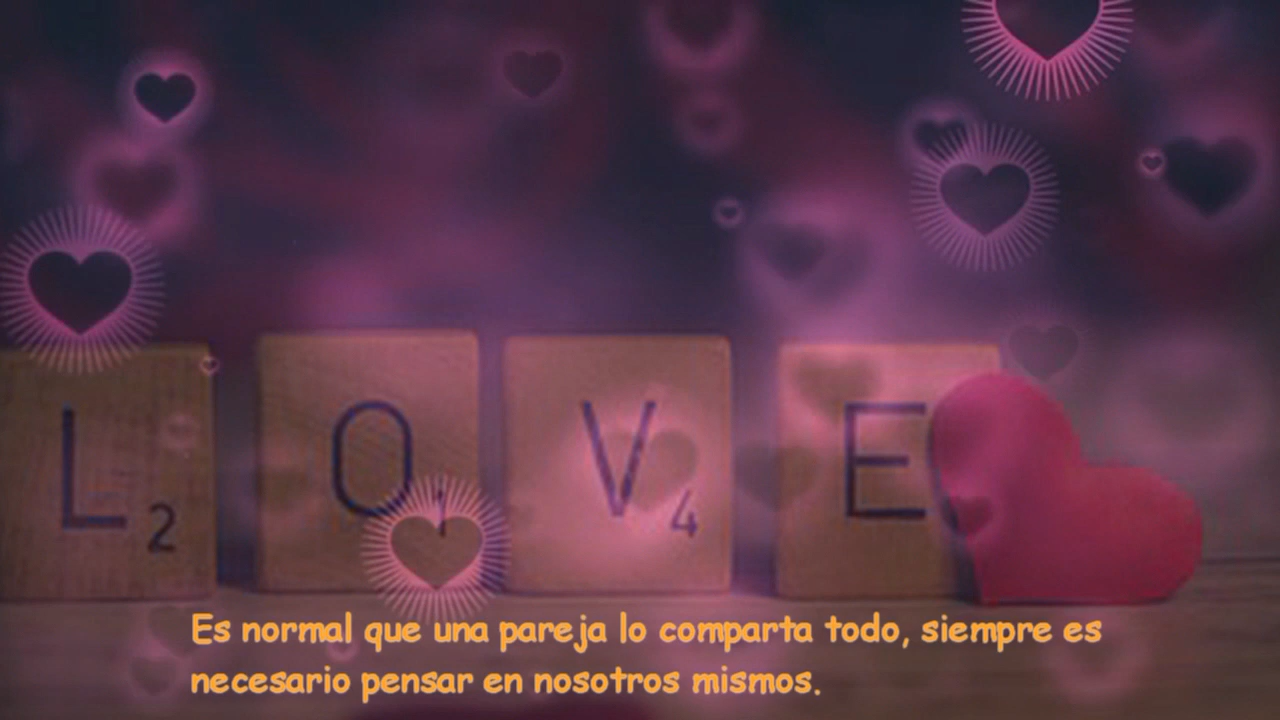 L2 O1 V4 E
Es normal que una pareja lo comparta todo, siempre es
necesario pensar en nosotros mismos.